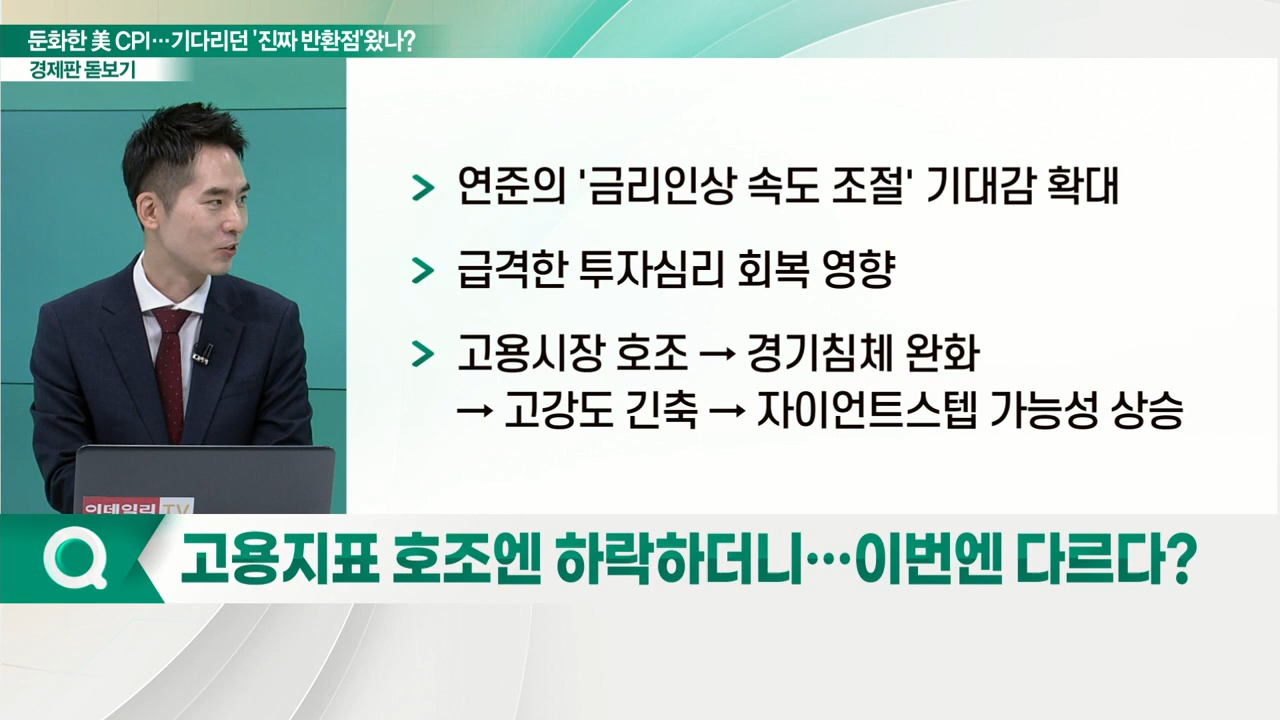 둔화한 美 CPI…기다리던 '진짜 반환점'왔나?
경제판 돋보기
> 연준의 '금리인상 속도 조절' 기대감 확대
> 급격한 투자심리 회복 영향
> 고용시장 호조 → 경기침체 완화
→ 고강도 긴축 → 자이언트스텝 가능성 상승
이데일리 TV
Q 고용지표 호조엔 하락하더니…이번엔 다르다?